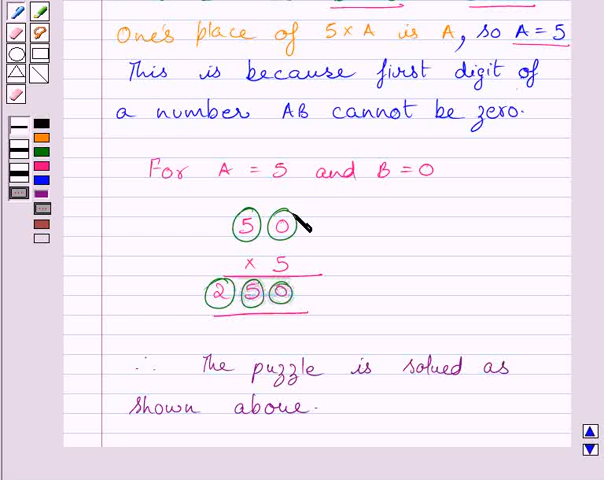 One's place of 5 x A is A, so A = 5
This is because first digit of
a number AB cannot be zero.
For A = 5 and B = 0
5 0
x 5
2 5 0
∴ The puzzle is solved as
shown above.